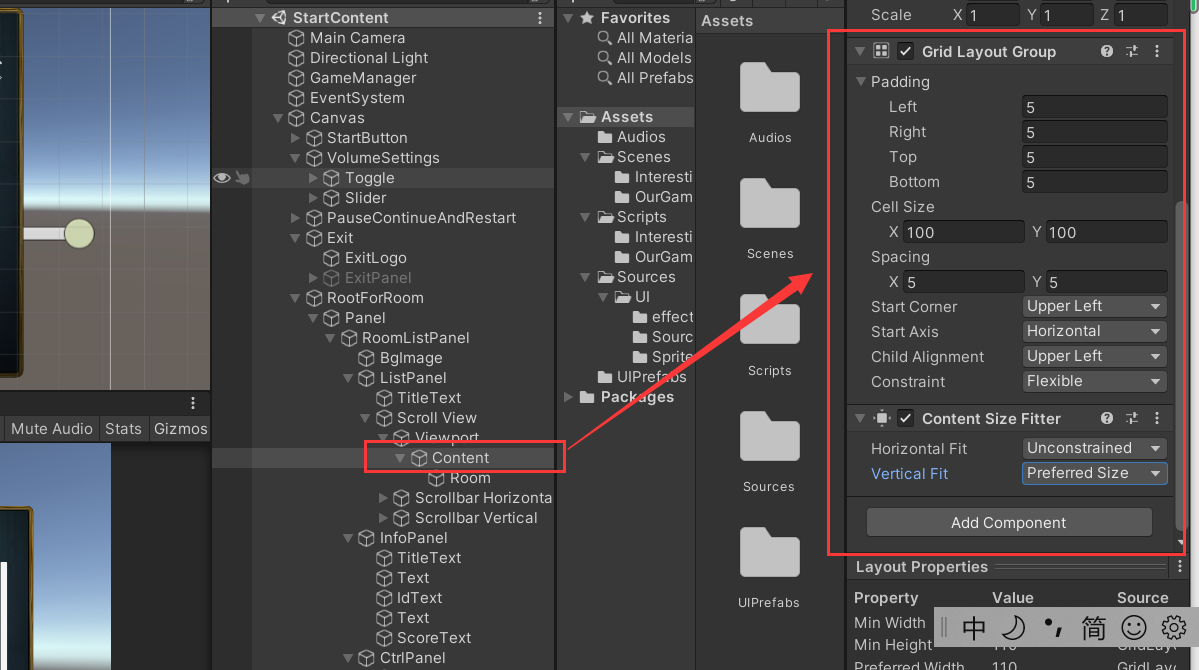 Mute Audio Stats Gizmos
StartContent
Main Camera
Directional Light
GameManager
EventSystem
Canvas
StartButton
VolumeSettings
Toggle
Slider
PauseContinueAndRestart
Exit
ExitLogo
ExitPanel
RootForRoom
Panel
RoomListPanel
BgImage
ListPanel
TitleText
Scroll View
Viewport
Content
Room
Scrollbar Horizonta
Scrollbar Vertical
InfoPanel
TitleText
Text
IdText
Text
ScoreText
CtrlPanel
Favorites
All Materia
All Models
All Prefabs
Assets
Audios
Scenes
Interesti
OurGam
Scripts
Interesti
OurGam
Sources
UI
effect
Sourc
Sprite
UIPrefabs
Packages
Assets
Audios
Scenes
Scripts
Sources
UIPrefabs
Scale X 1 Y 1 Z 1
Grid Layout Group
Padding
Left 5
Right 5
Top 5
Bottom 5
Cell Size
X 100 Y 100
Spacing
X 5 Y 5
Start Corner Upper Left
Start Axis Horizontal
Child Alignment Upper Left
Constraint Flexible
Content Size Fitter
Horizontal Fit Unconstrained
Vertical Fit Preferred Size
Add Component
Layout Properties
Property Value Source
Min Width
Min Height
Preferred Width 110
中 简